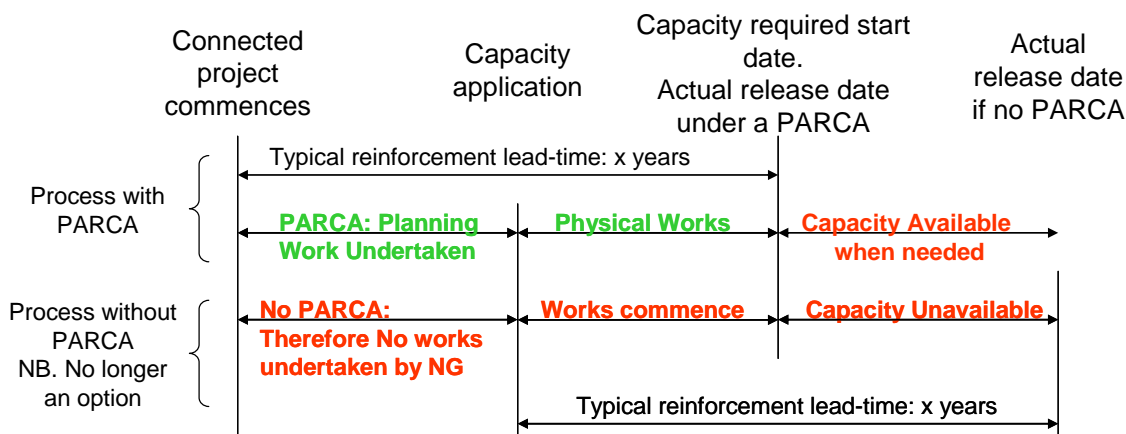 Connected
project
commences
Capacity
application
Capacity required start
date.
Actual release date
under a PARCA
Actual
release date
if no PARCA
Typical reinforcement lead-time: x years
Process with
PARCA
PARCA: Planning
Work Undertaken
Physical Works
Capacity Available
when needed
Process without
PARCA
NB. No longer
an option
No PARCA:
Therefore No works
undertaken by NG
Works commence
Capacity Unavailable
Typical reinforcement lead-time: x years